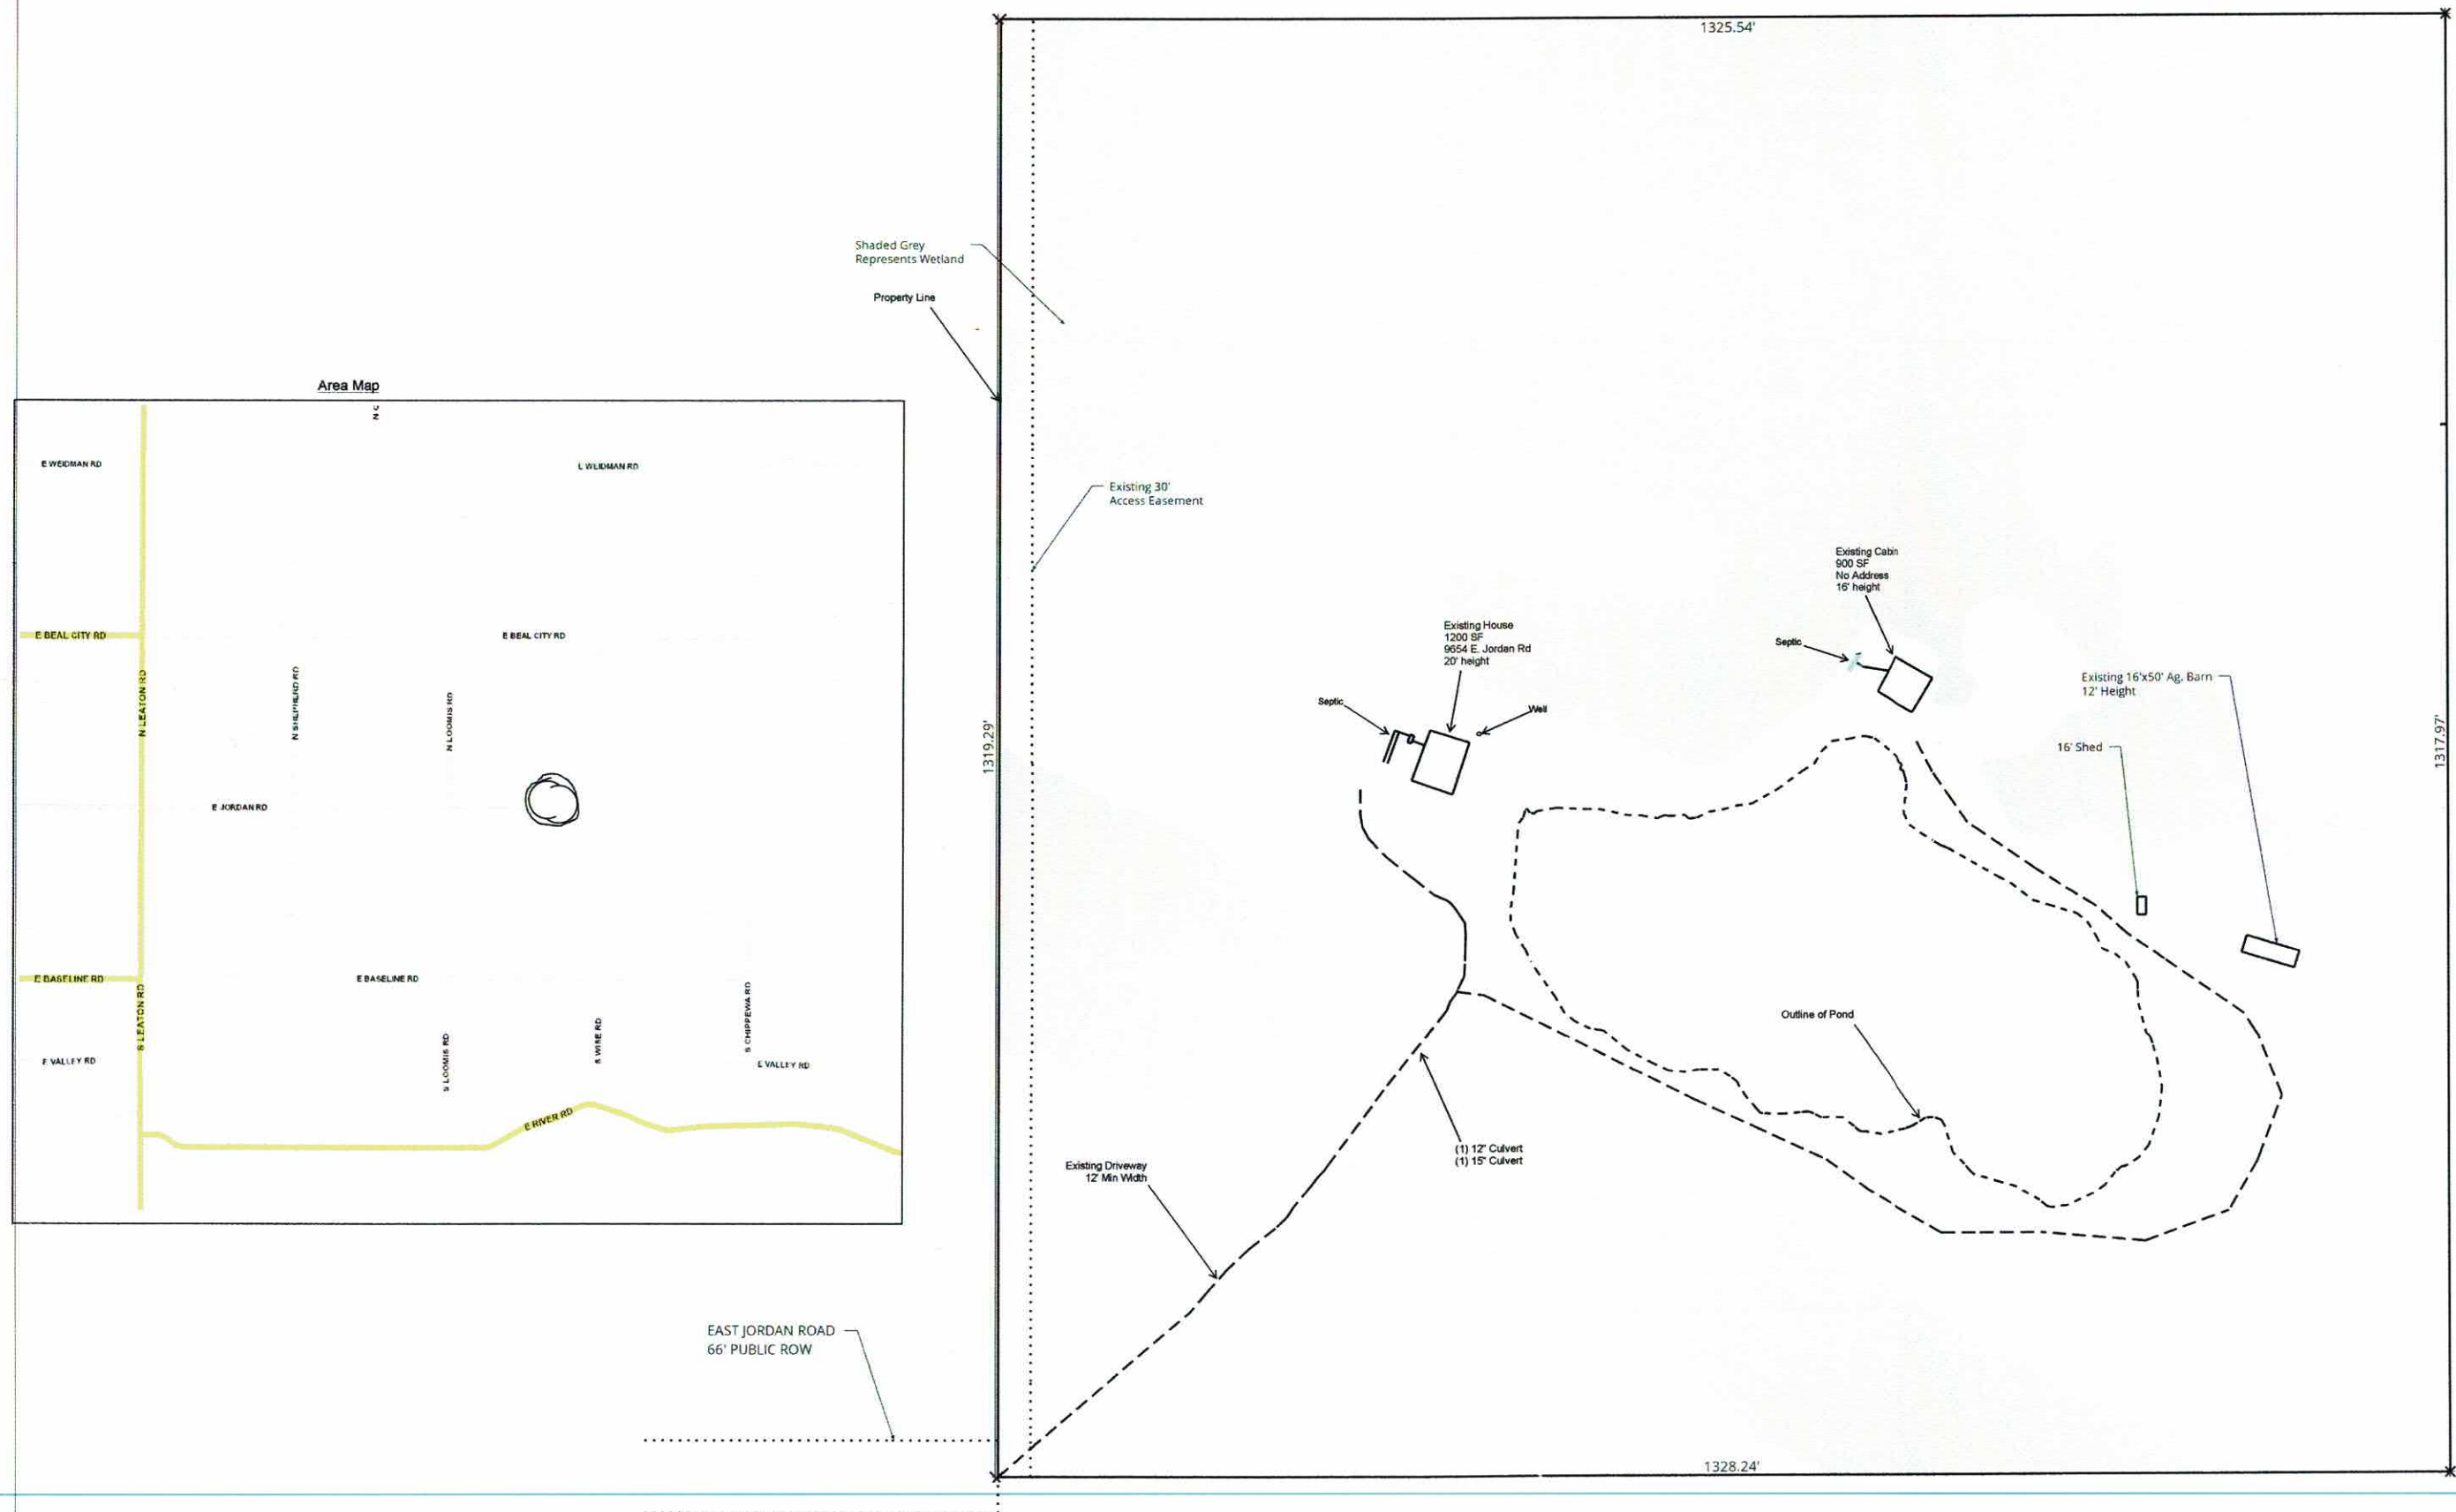 1325.54'
Shaded Grey
Represents Wetland
Property Line
Area Map
N C
E WEIDMAN RD
E WEIDMAN RD
Existing 30'
Access Easement
Existing Cabin
900 SF
No Address
16' height
Septic
E BEAL CITY RD
E BEAL CITY RD
Existing House
1200 SF
9654 E. Jordan Rd
20' height
Septic
Well
Existing 16'x50' Ag. Barn
12' Height
16' Shed
N LEATON RD
N SHEPHERD RD
N LOOMIS RD
1319.29'
1317.97'
E JORDAN RD
E BASELINE RD
E BASELINE RD
S LEATON RD
S LOOMIS RD
S WISE RD
S CHIPPEWA RD
E VALLEY RD
E VALLEY RD
E RIVER RD
Outline of Pond
(1) 12" Culvert
(1) 15" Culvert
Existing Driveway
12' Min Width
EAST JORDAN ROAD
66' PUBLIC ROW
1328.24'